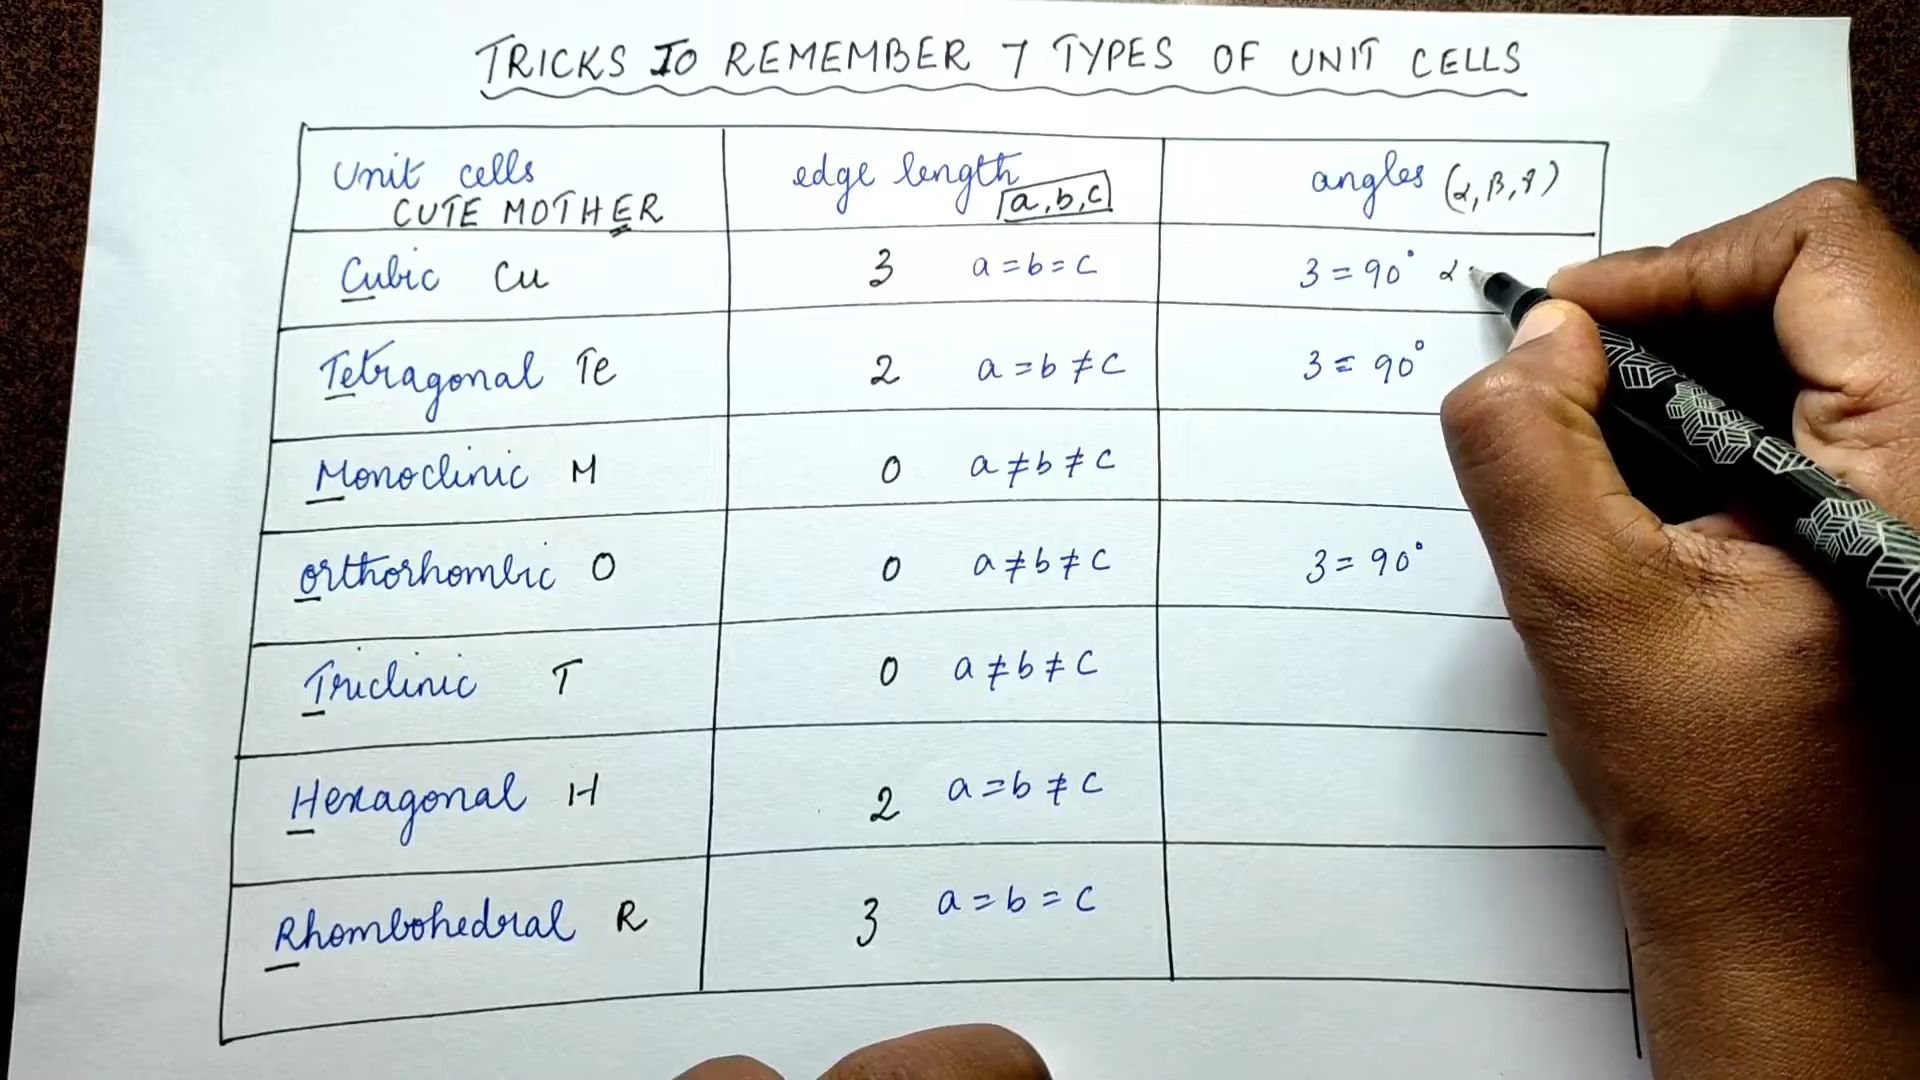 TRICKS TO REMEMBER 7 TYPES OF UNIT CELLS
Unit cells edge length angles (α, β, γ)
CUTE MOTHER a, b, c
Cubic Cu 3 a = b = c 3 = 90° α
Tetragonal Te 2 a = b ≠ c 3 = 90°
Monoclinic M 0 a ≠ b ≠ c
orthorhombic O 0 a ≠ b ≠ c 3 = 90°
Triclinic T 0 a ≠ b ≠ c
Hexagonal H 2 a = b ≠ c
Rhombohedral R 3 a = b = c